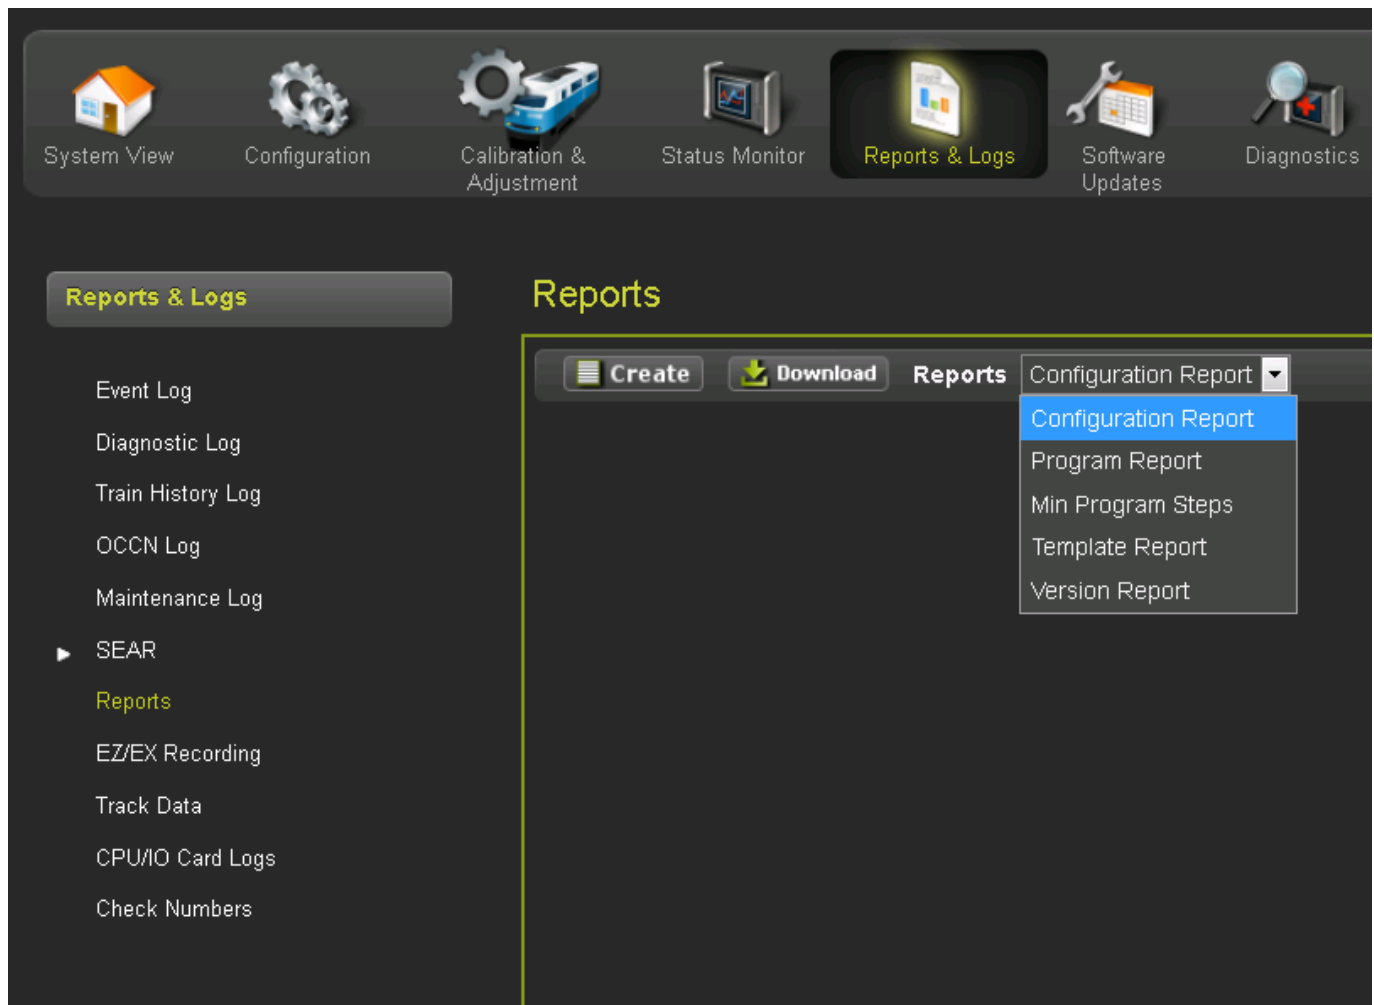 System View
Configuration
Calibration &
Adjustment
Status Monitor
Reports & Logs
Software
Updates
Diagnostics
Reports & Logs
Event Log
Diagnostic Log
Train History Log
OCCN Log
Maintenance Log
SEAR
Reports
EZ/EX Recording
Track Data
CPU/IO Card Logs
Check Numbers
Reports
Create
Download
Reports
Configuration Report
Configuration Report
Program Report
Min Program Steps
Template Report
Version Report